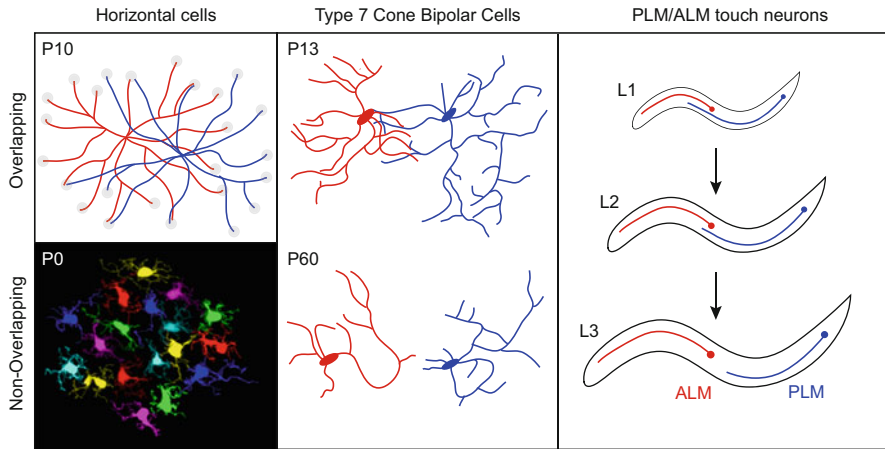 Horizontal cells
Type 7 Cone Bipolar Cells
PLM/ALM touch neurons
Overlapping
P10
P13
L1
L2
Non-Overlapping
P0
P60
L3
ALM
PLM